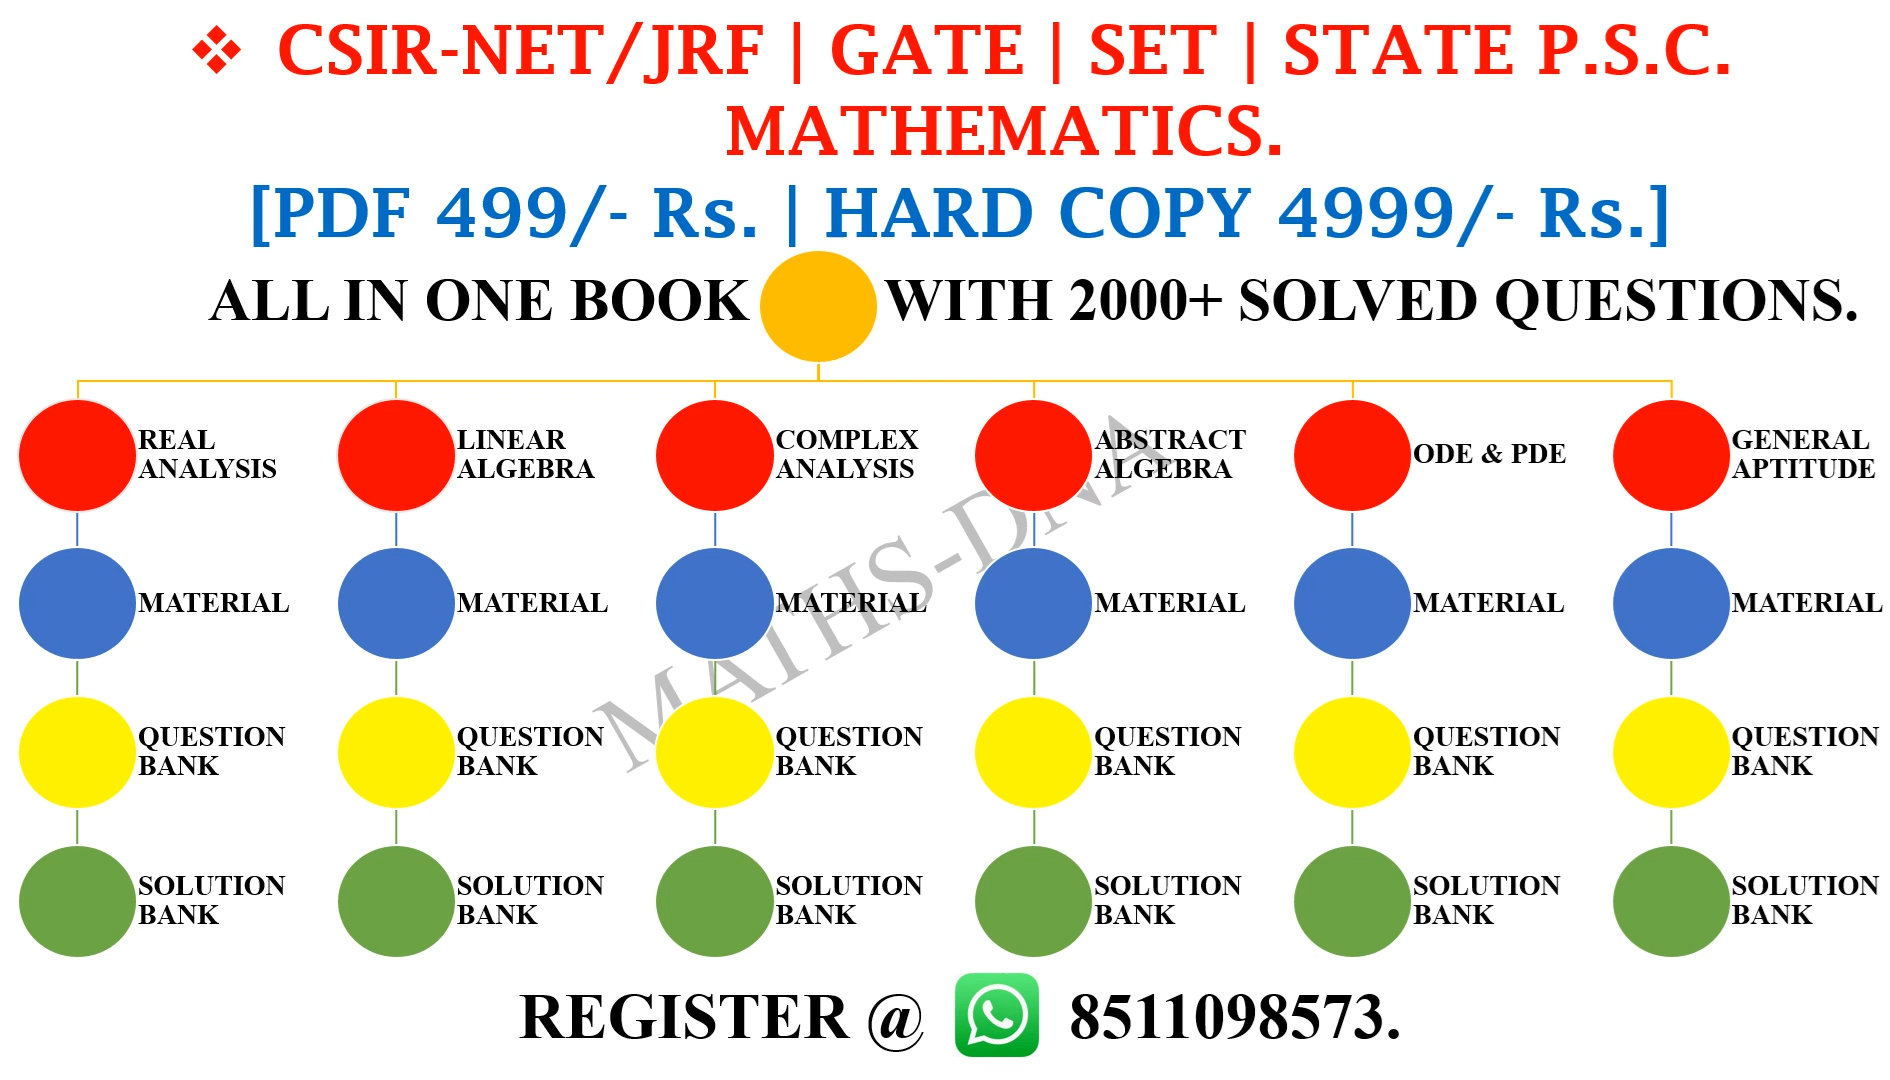 ❖ CSIR-NET/JRF | GATE | SET | STATE P.S.C.
MATHEMATICS.
[PDF 499/- Rs. | HARD COPY 4999/- Rs.]
ALL IN ONE BOOK WITH 2000+ SOLVED QUESTIONS.
REAL
ANALYSIS
LINEAR
ALGEBRA
COMPLEX
ANALYSIS
ABSTRACT
ALGEBRA
ODE & PDE
GENERAL
APTITUDE
MATERIAL
MATERIAL
MATERIAL
MATERIAL
MATERIAL
MATERIAL
MATHS-DNA
QUESTION
BANK
QUESTION
BANK
QUESTION
BANK
QUESTION
BANK
QUESTION
BANK
QUESTION
BANK
SOLUTION
BANK
SOLUTION
BANK
SOLUTION
BANK
SOLUTION
BANK
SOLUTION
BANK
SOLUTION
BANK
REGISTER @ 8511098573.